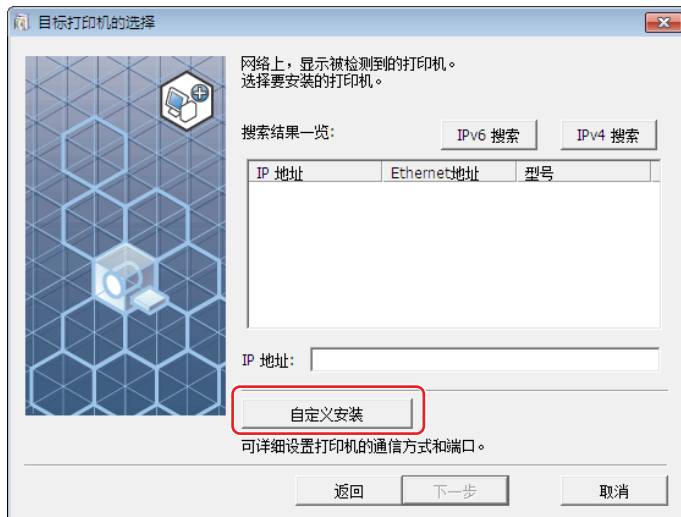 目标打印机的选择
网络上，显示被检测到的打印机。
选择要安装的打印机。
搜索结果一览:
IPv6 搜索
IPv4 搜索
IP 地址
Ethernet地址
型号
IP 地址:
自定义安装
可详细设置打印机的通信方式和端口。
返回
下一步
取消